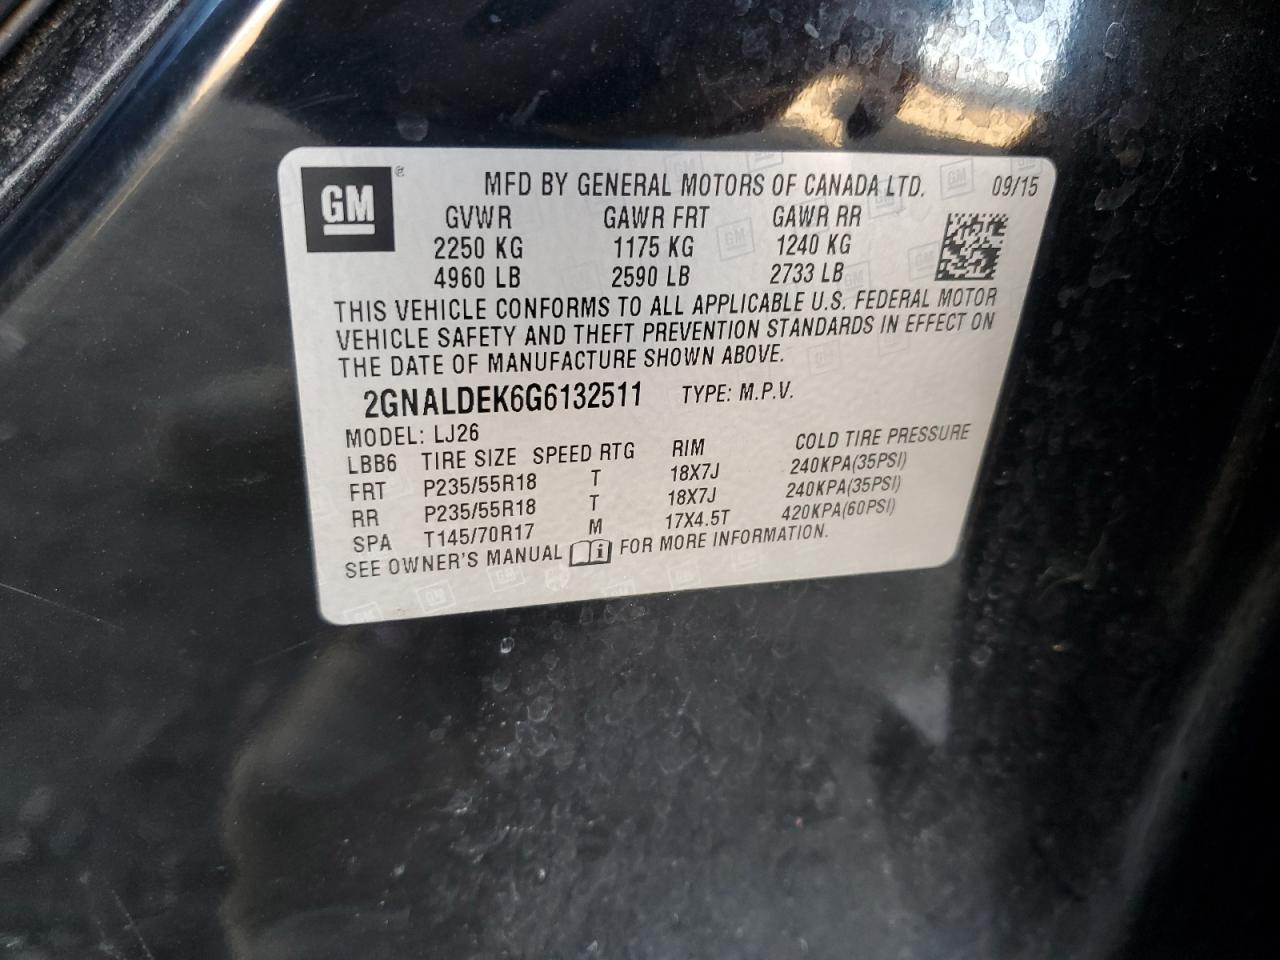 GM ® MFD BY GENERAL MOTORS OF CANADA LTD. 09/15
GVWR GAWR FRT GAWR RR
2250 KG 1175 KG 1240 KG
4960 LB 2590 LB 2733 LB
THIS VEHICLE CONFORMS TO ALL APPLICABLE U.S. FEDERAL MOTOR
VEHICLE SAFETY AND THEFT PREVENTION STANDARDS IN EFFECT ON
THE DATE OF MANUFACTURE SHOWN ABOVE.
2GNALDEK6G6132511 TYPE: M.P.V.
MODEL: LJ26
LBB6 TIRE SIZE SPEED RTG RIM COLD TIRE PRESSURE
FRT P235/55R18 T 18X7J 240KPA(35PSI)
RR P235/55R18 T 18X7J 240KPA(35PSI)
SPA T145/70R17 M 17X4.5T 420KPA(60PSI)
SEE OWNER'S MANUAL i FOR MORE INFORMATION.